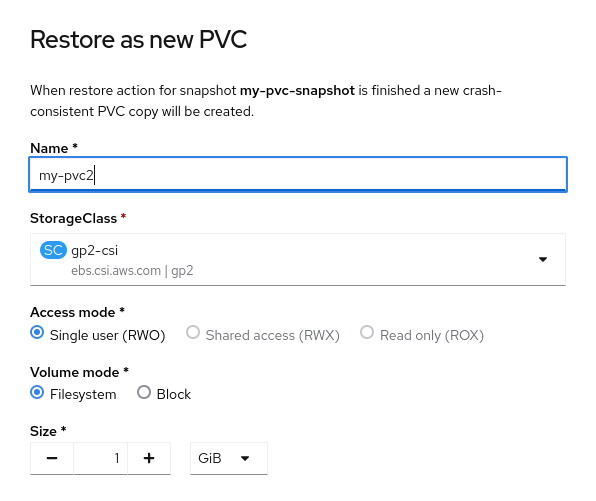 Restore as new PVC
When restore action for snapshot my-pvc-snapshot is finished a new crash-
consistent PVC copy will be created.
Name *
my-pvc2
StorageClass *
SC gp2-csi
ebs.csi.aws.com | gp2
Access mode *
Single user (RWO) Shared access (RWX) Read only (ROX)
Volume mode *
Filesystem Block
Size *
1 GiB